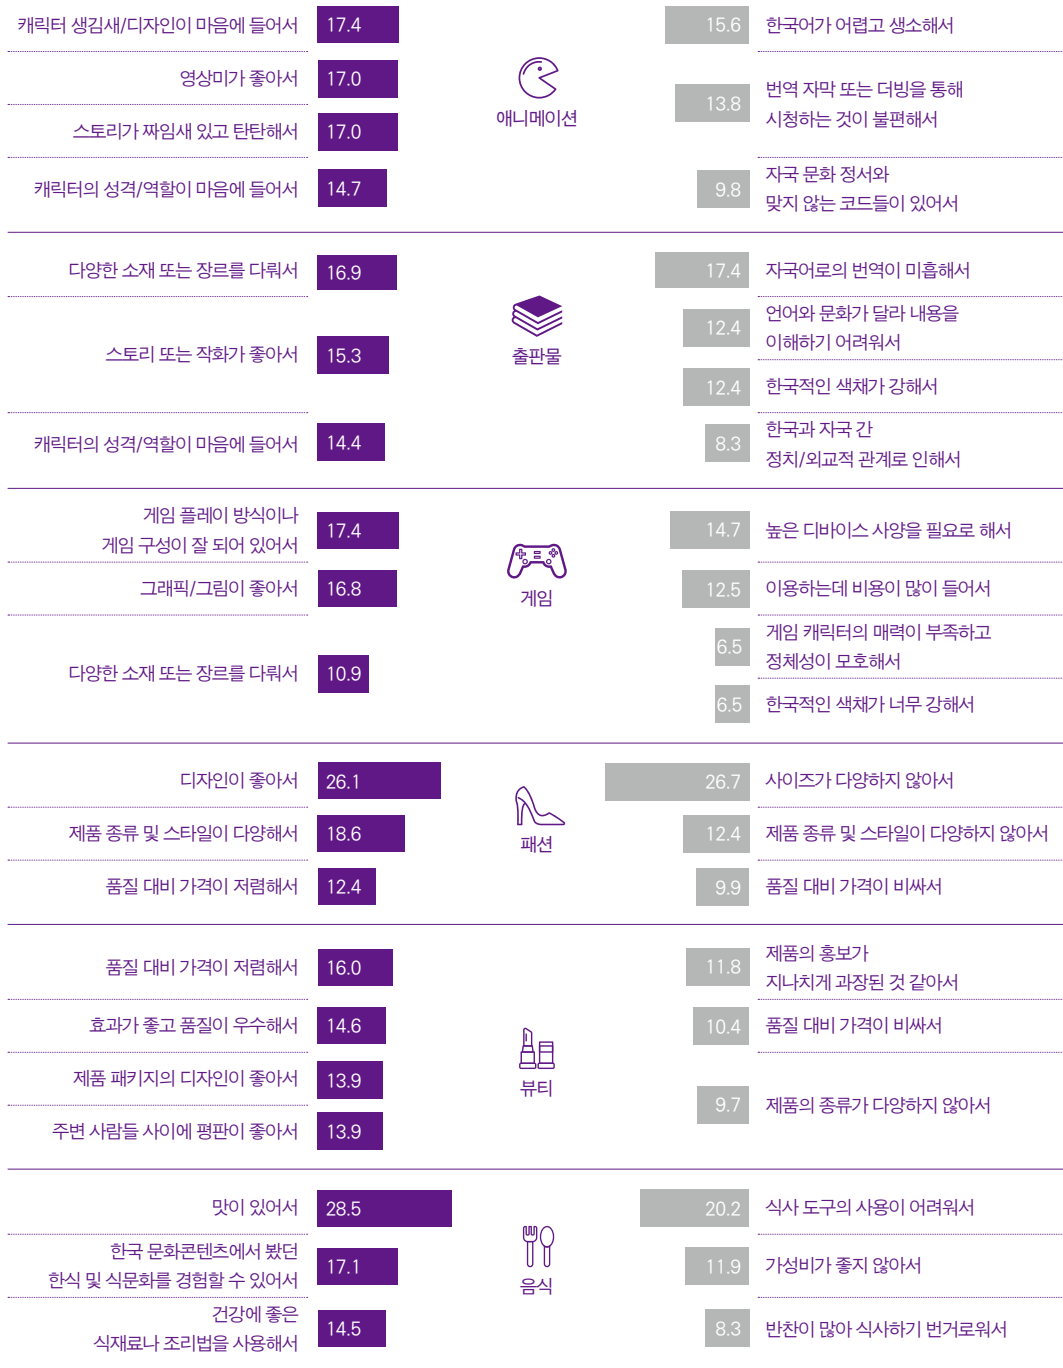 캐릭터 생김새/디자인이 마음에 들어서 17.4
영상미가 좋아서 17.0
스토리가 짜임새 있고 탄탄해서 17.0
캐릭터의 성격/역할이 마음에 들어서 14.7
애니메이션
15.6 한국어가 어렵고 생소해서
13.8 번역 자막 또는 더빙을 통해
시청하는 것이 불편해서
9.8 자국 문화 정서와
맞지 않는 코드들이 있어서
다양한 소재 또는 장르를 다뤄서 16.9
스토리 또는 작화가 좋아서 15.3
캐릭터의 성격/역할이 마음에 들어서 14.4
출판물
17.4 자국어로의 번역이 미흡해서
12.4 언어와 문화가 달라 내용을
이해하기 어려워서
12.4 한국적인 색채가 강해서
8.3 한국과 자국 간
정치/외교적 관계로 인해서
게임 플레이 방식이나
게임 구성이 잘 되어 있어서 17.4
그래픽/그림이 좋아서 16.8
다양한 소재 또는 장르를 다뤄서 10.9
게임
14.7 높은 디바이스 사양을 필요로 해서
12.5 이용하는데 비용이 많이 들어서
6.5 게임 캐릭터의 매력이 부족하고
정체성이 모호해서
6.5 한국적인 색채가 너무 강해서
디자인이 좋아서 26.1
제품 종류 및 스타일이 다양해서 18.6
품질 대비 가격이 저렴해서 12.4
패션
26.7 사이즈가 다양하지 않아서
12.4 제품 종류 및 스타일이 다양하지 않아서
9.9 품질 대비 가격이 비싸서
품질 대비 가격이 저렴해서 16.0
효과가 좋고 품질이 우수해서 14.6
제품 패키지의 디자인이 좋아서 13.9
주변 사람들 사이에 평판이 좋아서 13.9
뷰티
11.8 제품의 홍보가
지나치게 과장된 것 같아서
10.4 품질 대비 가격이 비싸서
9.7 제품의 종류가 다양하지 않아서
맛이 있어서 28.5
한국 문화콘텐츠에서 봤던
한식 및 식문화를 경험할 수 있어서 17.1
건강에 좋은
식재료나 조리법을 사용해서 14.5
음식
20.2 식사 도구의 사용이 어려워서
11.9 가성비가 좋지 않아서
8.3 반찬이 많아 식사하기 번거로워서